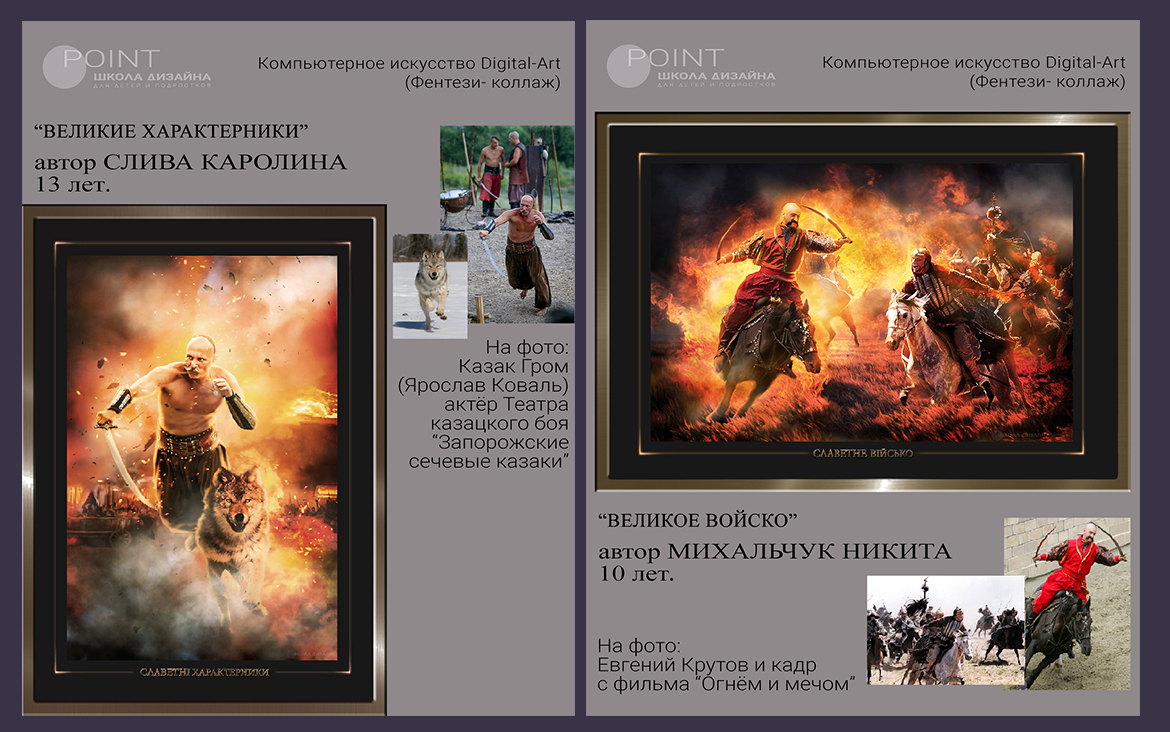 POINT
ШКОЛА ДИЗАЙНА
ДЛЯ ДЕТЕЙ И ПОДРОСТКОВ
Компьютерное искусство Digital-Art
(Фентези- коллаж)
“ВЕЛИКИЕ ХАРАКТЕРНИКИ”
автор СЛИВА КАРОЛИНА
13 лет.
СЛАВЕТНІ ХАРАКТЕРНИКИ
На фото:
Казак Гром
(Ярослав Коваль)
актёр Театра
казацкого боя
“Запорожские
сечевые казаки”
POINT
ШКОЛА ДИЗАЙНА
ДЛЯ ДЕТЕЙ И ПОДРОСТКОВ
Компьютерное искусство Digital-Art
(Фентези- коллаж)
СЛАВЕТНЕ ВІЙСЬКО
“ВЕЛИКОЕ ВОЙСКО”
автор МИХАЛЬЧУК НИКИТА
10 лет.
На фото:
Евгений Крутов и кадр
с фильма “Огнём и мечом”